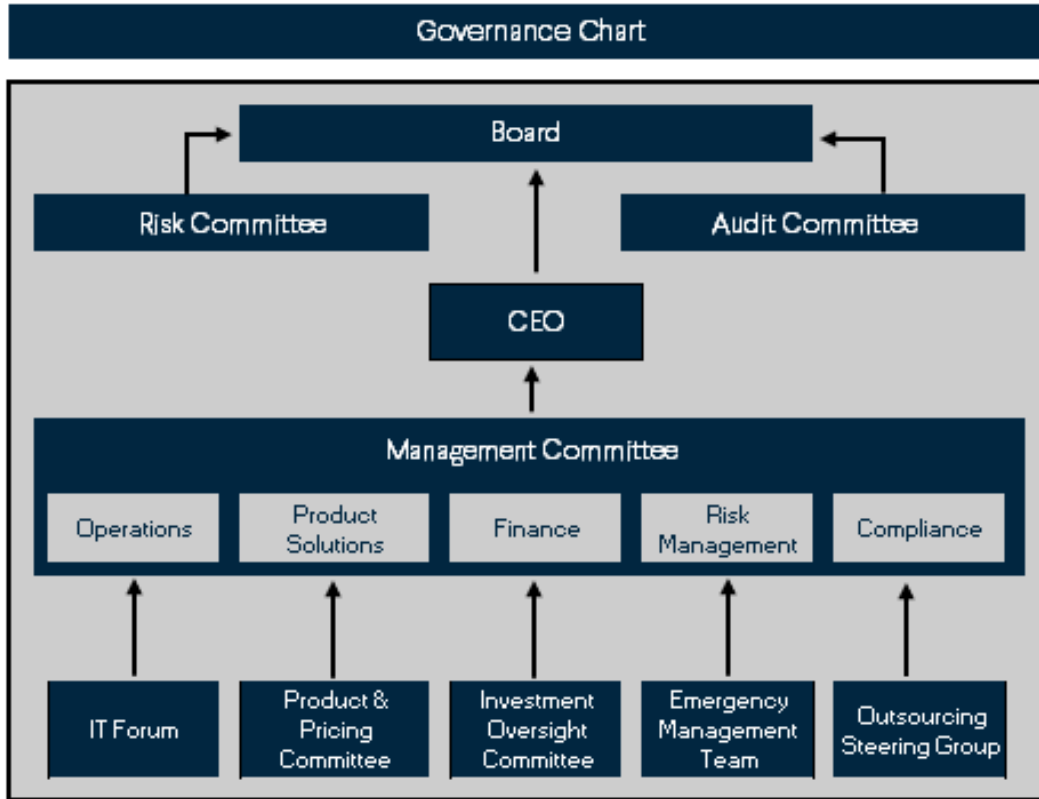 Governance Chart
Board
Risk Committee
Audit Committee
CEO
Management Committee
Operations
Product
Solutions
Finance
Risk
Management
Compliance
IT Forum
Product &
Pricing
Committee
Investment
Oversight
Committee
Emergency
Management
Team
Outsourcing
Steering Group